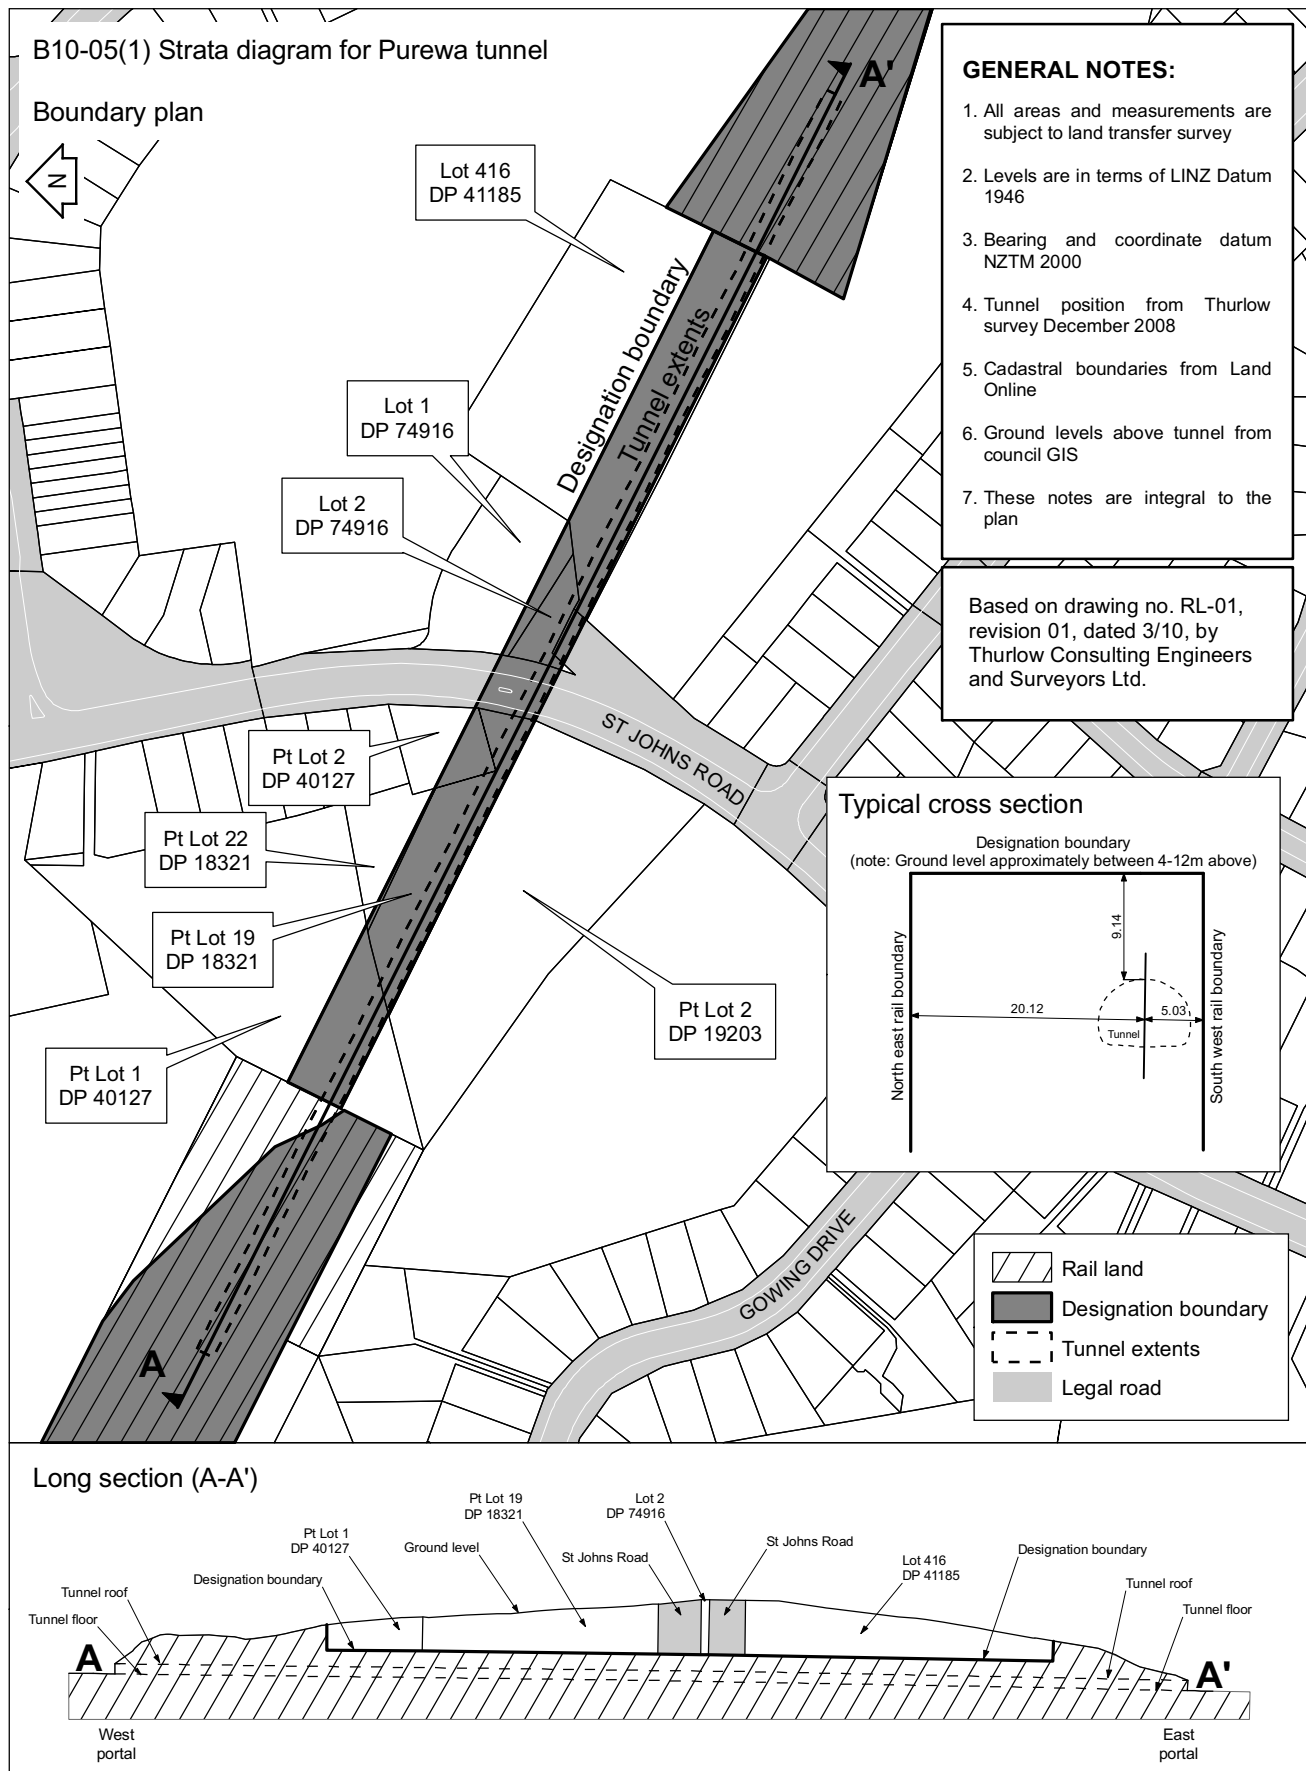 B10-05(1) Strata diagram for Purewa tunnel
Boundary plan
N
A'
Lot 416
DP 41185
Lot 1
DP 74916
Lot 2
DP 74916
Designation boundary
Tunnel extents
Pt Lot 2
DP 40127
Pt Lot 22
DP 18321
Pt Lot 19
DP 18321
Pt Lot 1
DP 40127
Pt Lot 2
DP 19203
ST JOHNS ROAD
GOWING DRIVE
A
GENERAL NOTES:
1. All areas and measurements are
subject to land transfer survey
2. Levels are in terms of LINZ Datum
1946
3. Bearing and coordinate datum
NZTM 2000
4. Tunnel position from Thurlow
survey December 2008
5. Cadastral boundaries from Land
Online
6. Ground levels above tunnel from
council GIS
7. These notes are integral to the
plan
Based on drawing no. RL-01,
revision 01, dated 3/10, by
Thurlow Consulting Engineers
and Surveyors Ltd.
Typical cross section
Designation boundary
(note: Ground level approximately between 4-12m above)
9.14
North east rail boundary
20.12
5.03
Tunnel
South west rail boundary
Rail land
Designation boundary
Tunnel extents
Legal road
Long section (A-A')
Pt Lot 19
DP 18321
Lot 2
DP 74916
Pt Lot 1
DP 40127
Ground level
St Johns Road
St Johns Road
Lot 416
DP 41185
Designation boundary
Designation boundary
Tunnel roof
Tunnel floor
Tunnel roof
Tunnel floor
A
A'
West
portal
East
portal